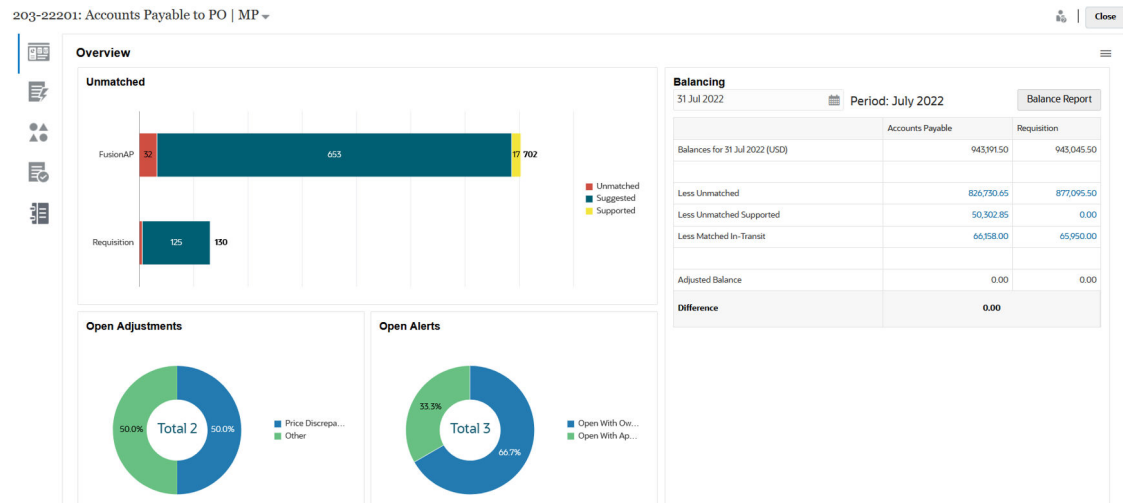 203-22201: Accounts Payable to PO | MP
Close
Overview
Unmatched
FusionAP
32
653
17
702
Requisition
125
130
Unmatched
Suggested
Supported
Open Adjustments
50.0%
Total 2
50.0%
Price Discrepa...
Other
Open Alerts
33.3%
Total 3
66.7%
Open With Ow...
Open With Ap...
Balancing
31 Jul 2022
Period: July 2022
Balance Report
Accounts Payable Requisition
Balances for 31 Jul 2022 (USD) 943,191.50 943,045.50
Less Unmatched 826,730.65 877,095.50
Less Unmatched Supported 50,302.85 0.00
Less Matched In-Transit 66,158.00 65,950.00
Adjusted Balance 0.00 0.00
Difference 0.00